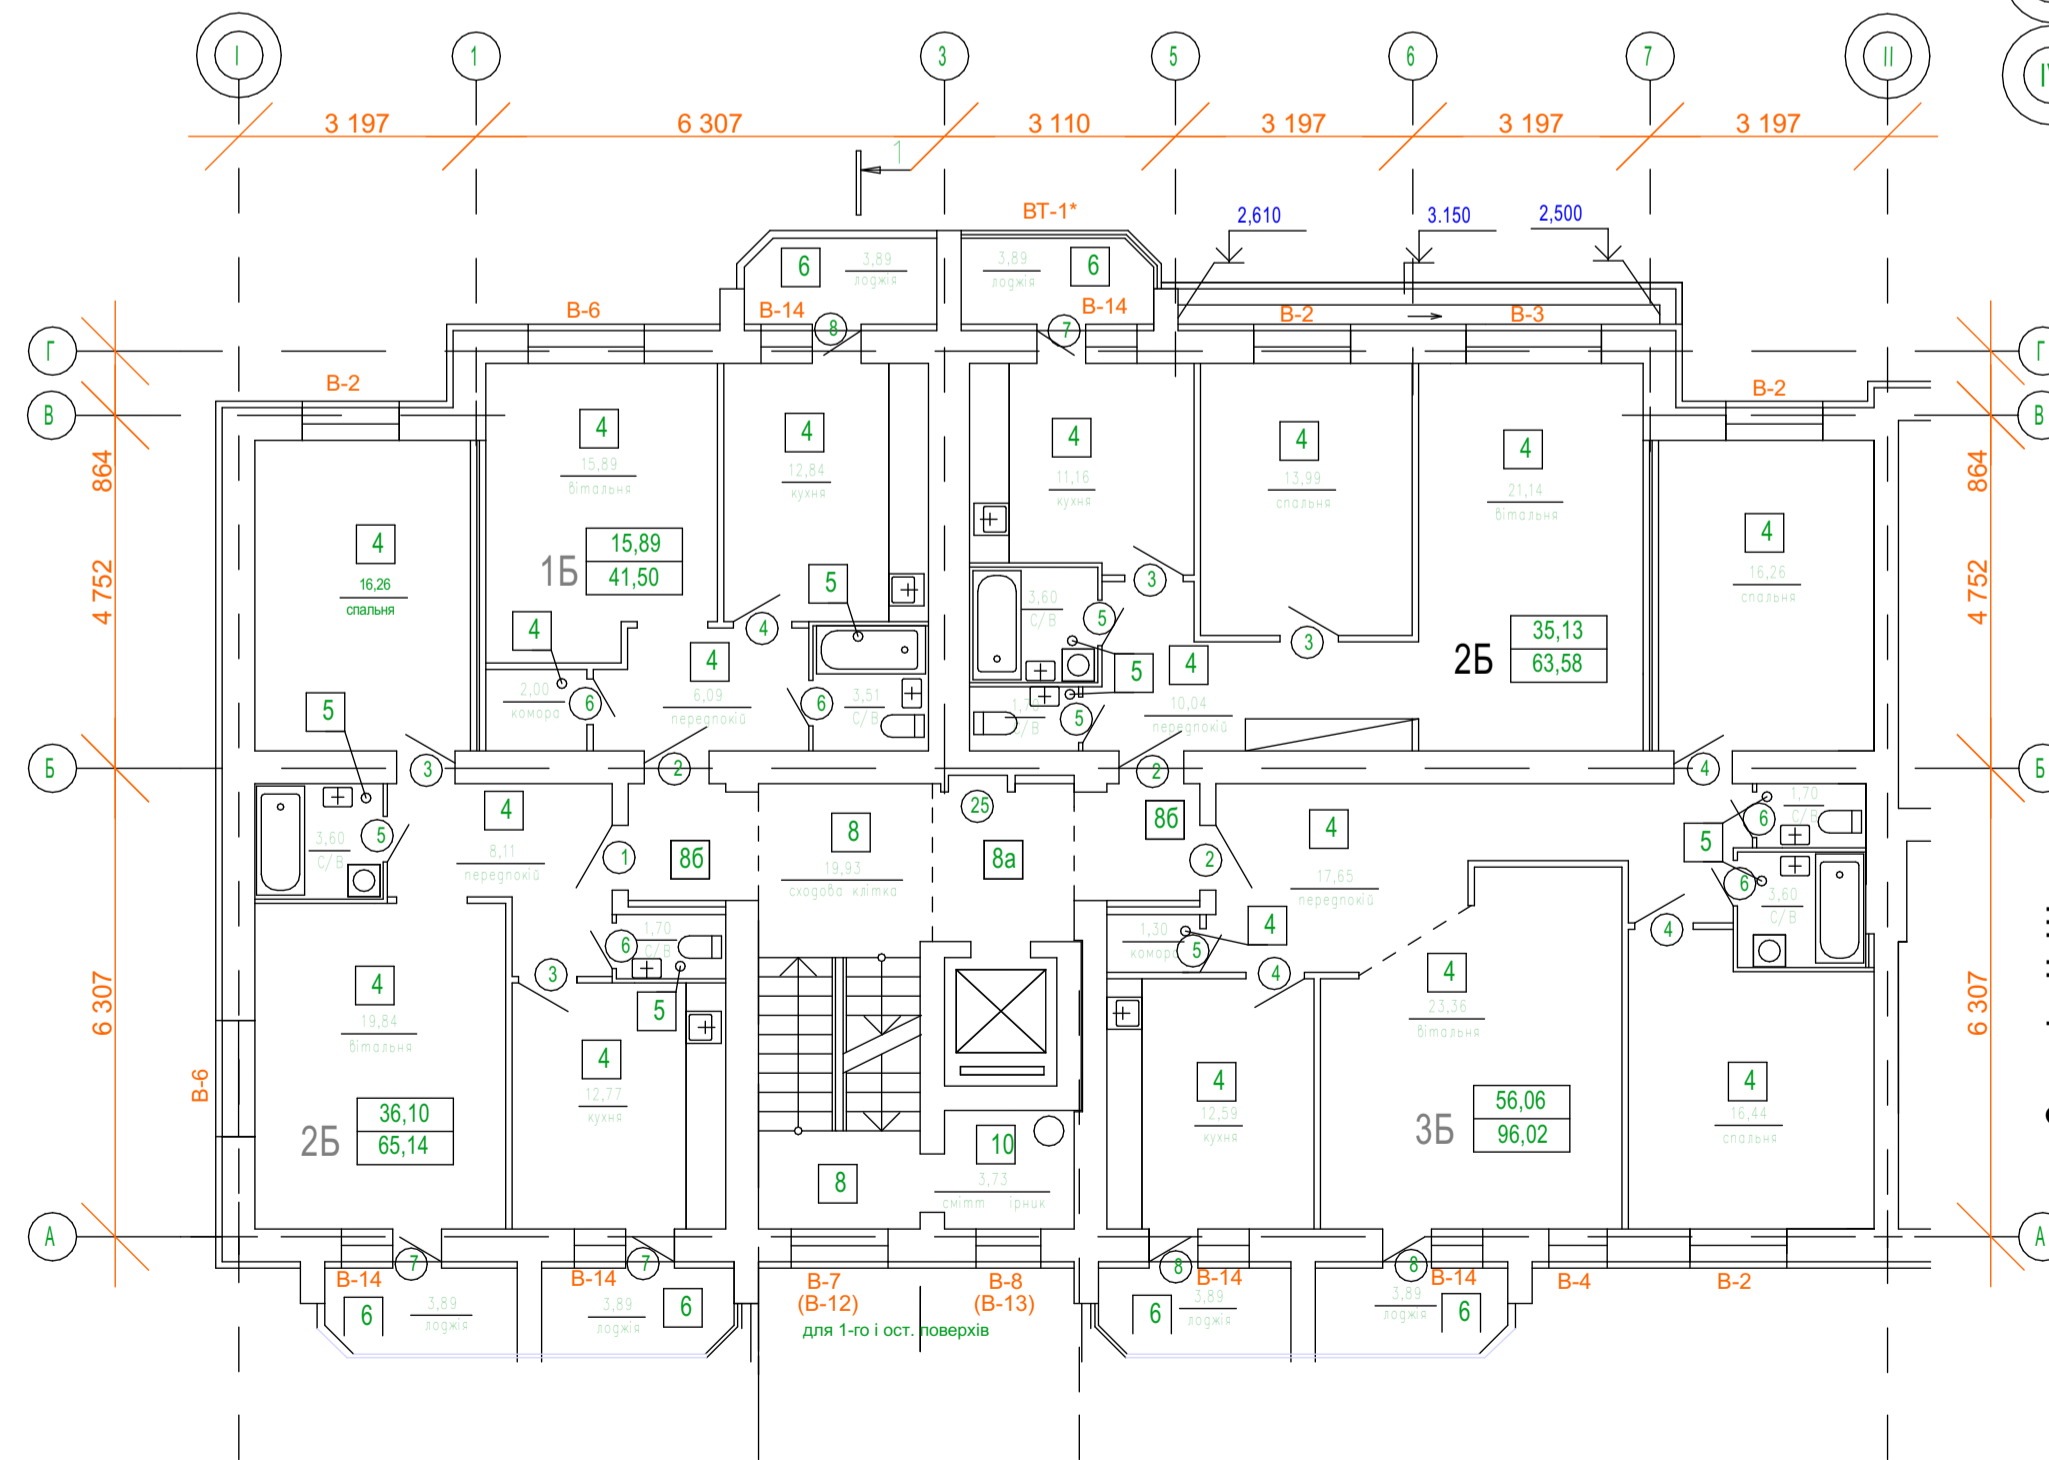 I
1
3
5
6
7
II
3 197
6 307
3 110
3 197
3 197
3 197
1
ВТ-1*
2,610
3.150
2,500
6
3,89
лоджія
3,89
лоджія
6
В-6
В-14
8
7
В-14
В-2
В-3
Г
Г
В-2
В-2
В
В
864
864
4
15,89
вітальня
4
12,84
кухня
4
11,16
кухня
4
13,99
спальня
4
21,14
вітальня
4
16,26
спальня
4
16,26
спальня
1Б
15,89
41,50
4 752
4 752
5
3
3,60
С/В
5
4
4
4
3
2Б
35,13
63,58
4
6,09
передпокій
5
4
10,04
передпокій
2,00
комора
6
6
3,51
С/В
5
С/В
5
Б
3
2
2
4
Б
4
8,11
передпокій
3,60
С/В
5
1
8б
8
19,93
сходова клітка
25
8а
8б
2
4
17,65
передпокій
5
1,70
С/В
6
6
3,60
С/В
4
1,70
С/В
6
5
3
1,30
комора
5
4
4
6 307
6 307
4
19,84
вітальня
4
12,77
кухня
4
12,59
кухня
4
23,36
вітальня
4
16,44
спальня
В-6
2Б
36,10
65,14
3Б
56,06
96,02
8
10
3,73
смітт ірник
А
А
В-14
7
В-14
7
В-7
(В-12)
В-8
(В-13)
8
В-14
8
В-14
В-4
В-2
6
3,89
лоджія
3,89
лоджія
6
для 1-го і ост. поверхів
6
3,89
лоджія
3,89
лоджія
6